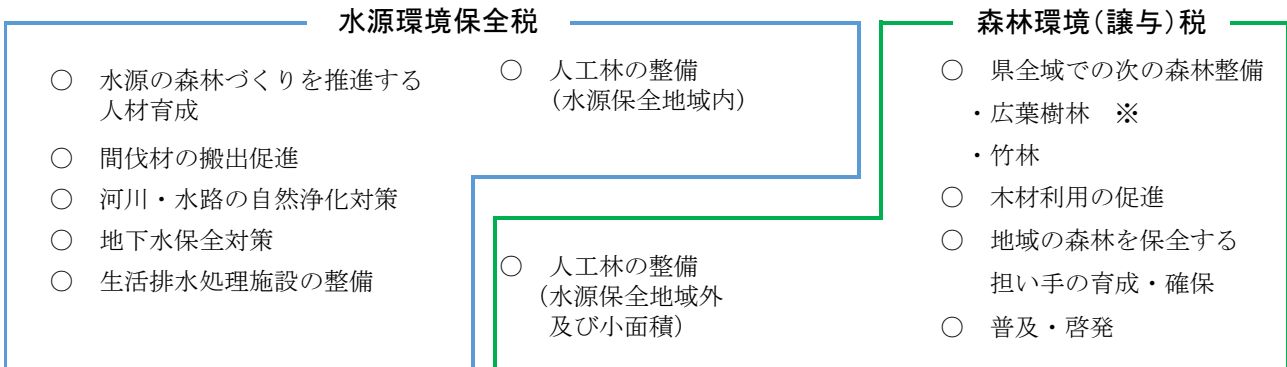 水源環境保全税
○ 水源の森林づくりを推進する
人材育成
○ 間伐材の搬出促進
○ 河川・水路の自然浄化対策
○ 地下水保全対策
○ 生活排水処理施設の整備
○ 人工林の整備
(水源保全地域内)
○ 人工林の整備
(水源保全地域外
及び小面積)
森林環境(譲与)税
○ 県全域での次の森林整備
・広葉樹林 ※
・竹林
○ 木材利用の促進
○ 地域の森林を保全する
担い手の育成・確保
○ 普及・啓発